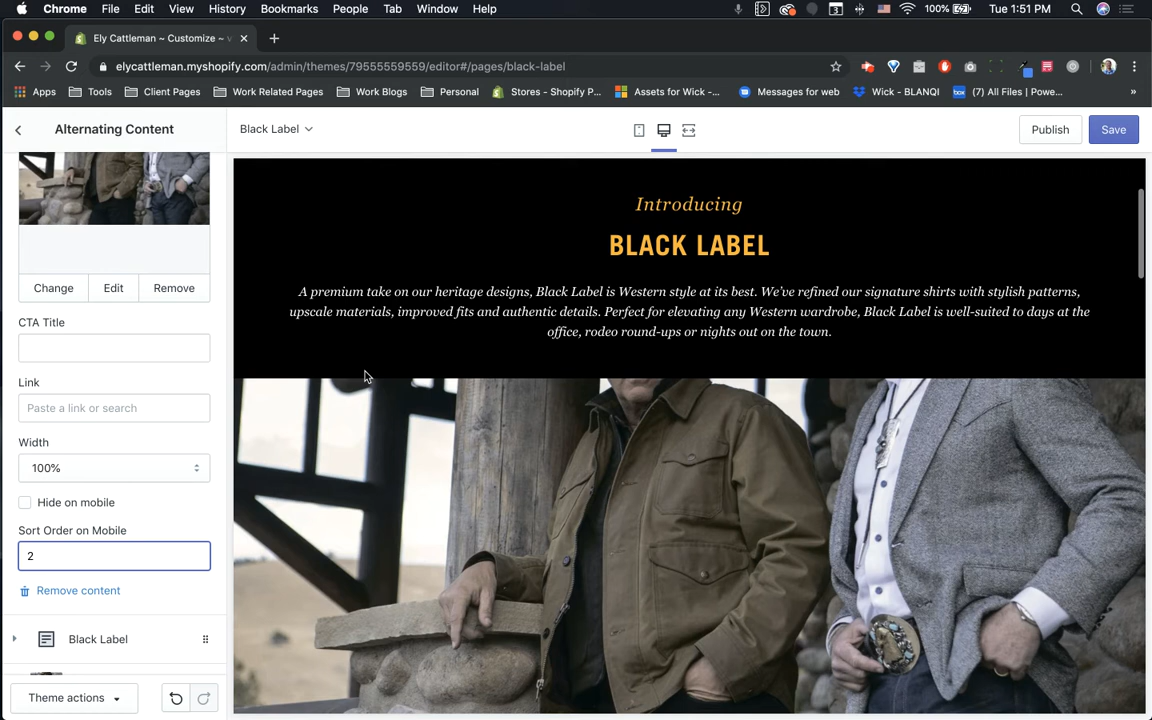 Chrome File Edit View History Bookmarks People Tab Window Help 3 100% Tue 1:51 PM
Ely Cattleman ~ Customize ~
elycattleman.myshopify.com/admin/themes/79555559559/editor#/pages/black-label
Apps Tools Client Pages Work Related Pages Work Blogs Personal Stores - Shopify P... Assets for Wick -... Messages for web Wick - BLANQI box (7) All Files | Powe... »
Alternating Content
Black Label
Publish
Save
Change Edit Remove
CTA Title
Link
Paste a link or search
Width
100%
Hide on mobile
Sort Order on Mobile
2
Remove content
Black Label
Theme actions
Introducing
BLACK LABEL
A premium take on our heritage designs, Black Label is Western style at its best. We've refined our signature shirts with stylish patterns,
upscale materials, improved fits and authentic details. Perfect for elevating any Western wardrobe, Black Label is well-suited to days at the
office, rodeo round-ups or nights out on the town.